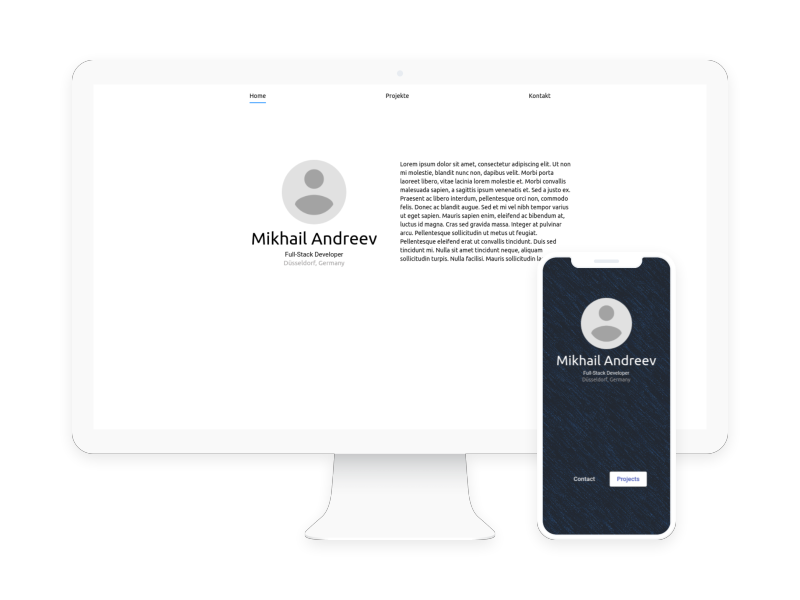 Home Projekte Kontakt
Mikhail Andreev
Full-Stack Developer
Düsseldorf, Germany
Lorem ipsum dolor sit amet, consectetur adipiscing elit. Ut non
mi molestie, blandit nunc non, dapibus velit. Morbi porta
laoreet libero, vitae lacinia lorem molestie et. Morbi convallis
malesuada sapien, a sagittis ipsum venenatis et. Sed a justo ex.
Praesent ac libero interdum, pellentesque orci non, commodo
felis. Donec ac blandit augue. Sed et mi vel nibh tempor varius
ut eget sapien. Mauris sapien enim, eleifend ac bibendum at,
luctus id magna. Cras sed gravida massa. Integer at pulvinar
arcu. Pellentesque sollicitudin ut metus ut feugiat.
Pellentesque eleifend erat ut convallis tincidunt. Duis sed
tincidunt mi. Nulla sit amet tincidunt neque, aliquam
sollicitudin turpis. Nulla facilisi. Mauris sollicitudin
Mikhail Andreev
Full-Stack Developer
Düsseldorf, Germany
Contact Projects